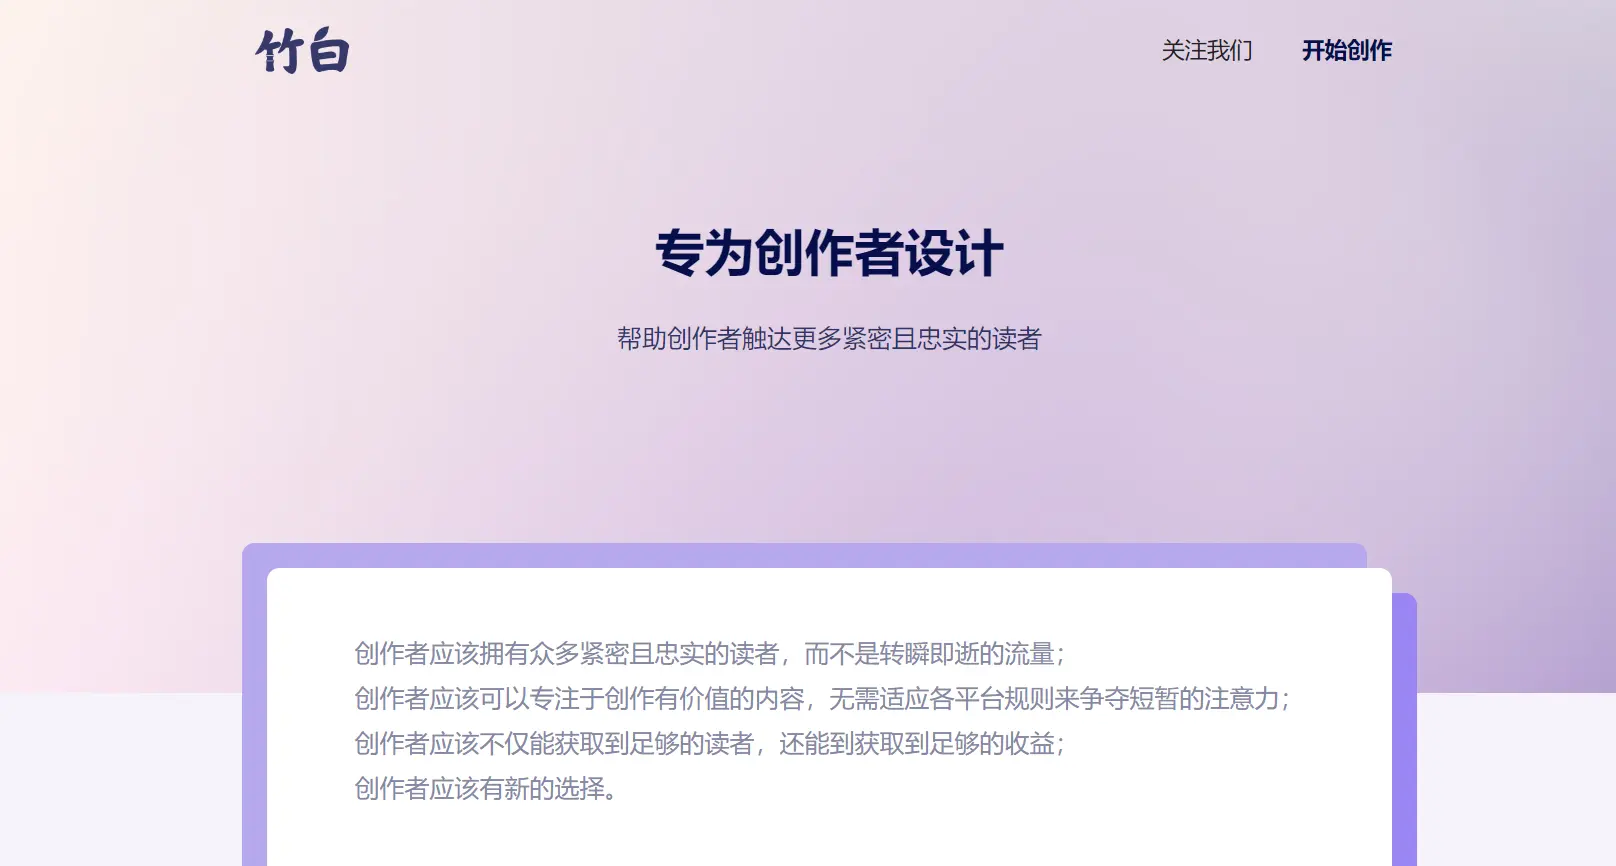 竹白
关注我们
开始创作
专为创作者设计
帮助创作者触达更多紧密且忠实的读者
创作者应该拥有众多紧密且忠实的读者，而不是转瞬即逝的流量；
创作者应该可以专注于创作有价值的内容，无需适应各平台规则来争夺短暂的注意力；
创作者应该不仅能获取到足够的读者，还能到获取到足够的收益；
创作者应该有新的选择。